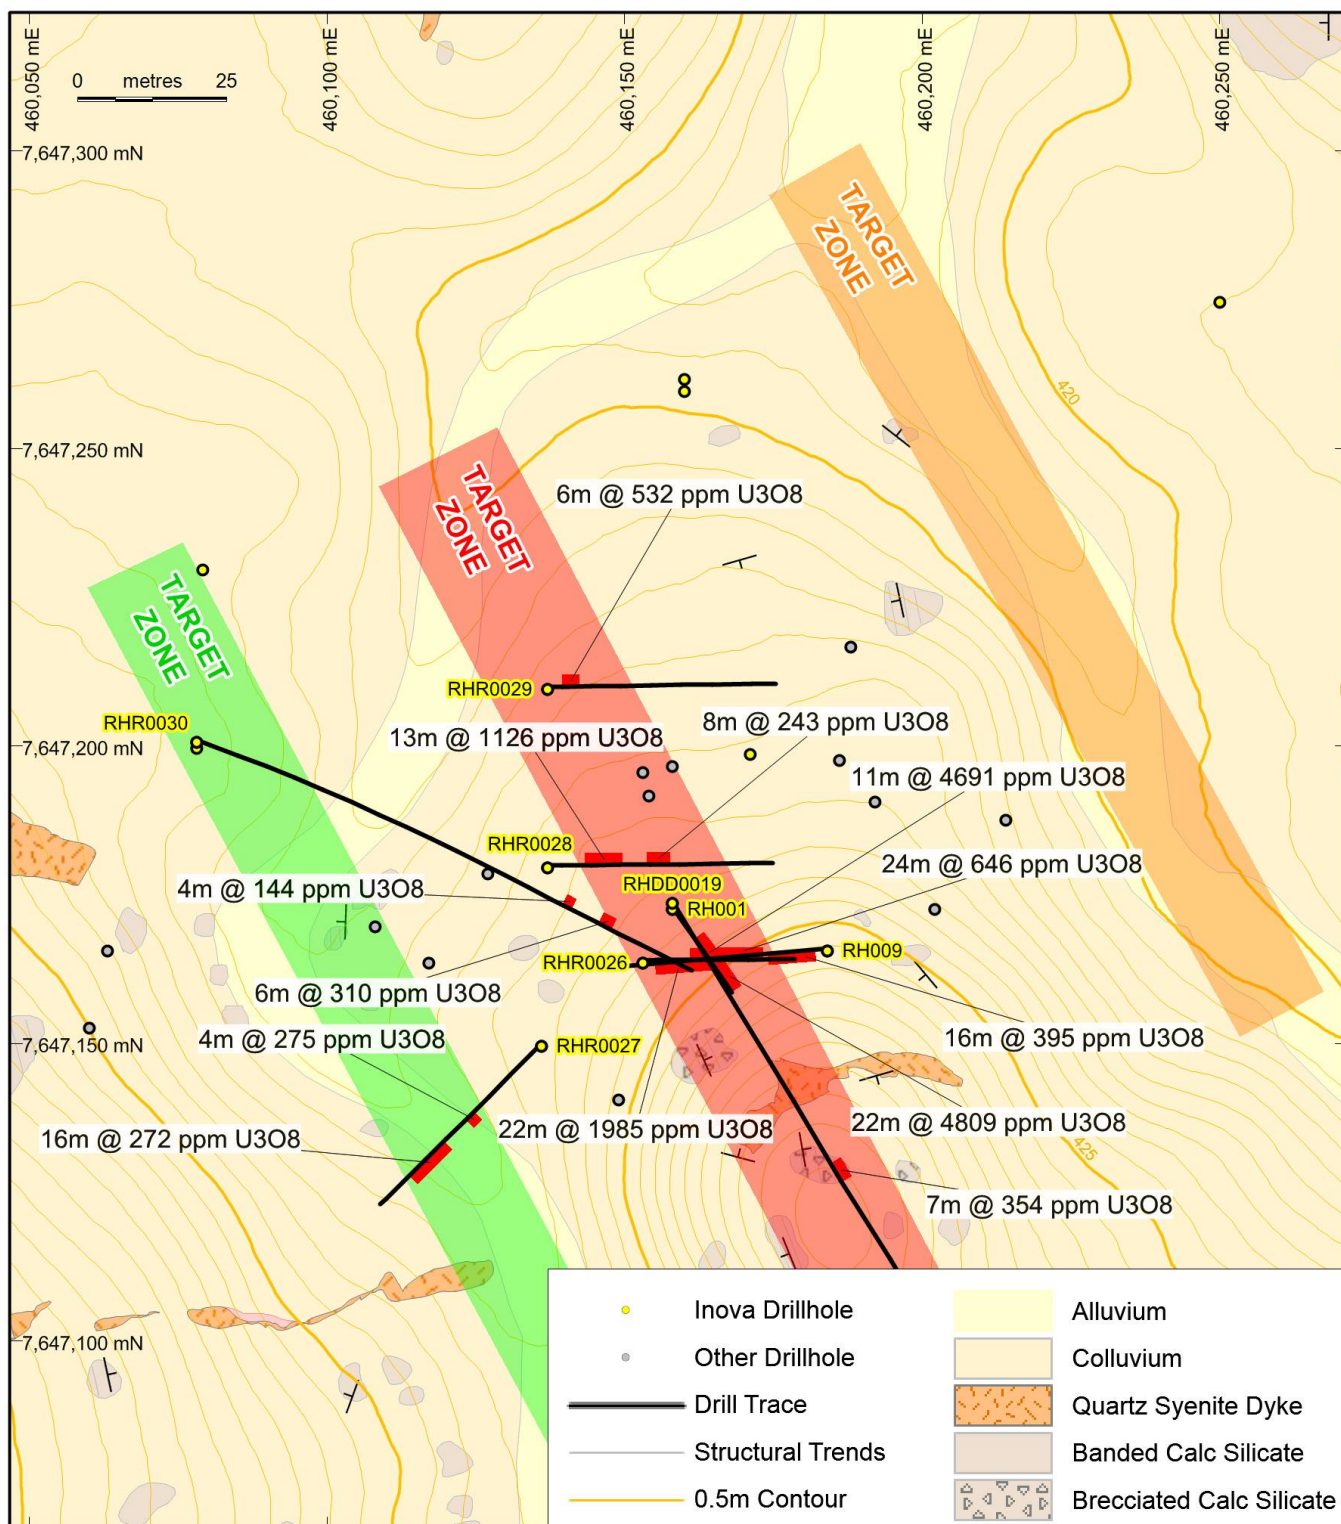 460,050 mE
460,100 mE
460,150 mE
460,200 mE
460,250 mE
0 metres 25
7,647,300 mN
TARGET
ZONE
420
7,647,250 mN
TARGET
ZONE
6m @ 532 ppm U3O8
TARGET
ZONE
RHR0029
RHR0030
8m @ 243 ppm U3O8
13m @ 1126 ppm U3O8
7,647,200 mN
11m @ 4691 ppm U3O8
RHR0028
24m @ 646 ppm U3O8
RHDD0019
4m @ 144 ppm U3O8
RH001
RH009
RHR0026
6m @ 310 ppm U3O8
4m @ 275 ppm U3O8
16m @ 395 ppm U3O8
7,647,150 mN
RHR0027
22m @ 4809 ppm U3O8
22m @ 1985 ppm U3O8
16m @ 272 ppm U3O8
425
7m @ 354 ppm U3O8
7,647,100 mN
Inova Drillhole
Other Drillhole
Drill Trace
Structural Trends
0.5m Contour
Alluvium
Colluvium
Quartz Syenite Dyke
Banded Calc Silicate
Brecciated Calc Silicate